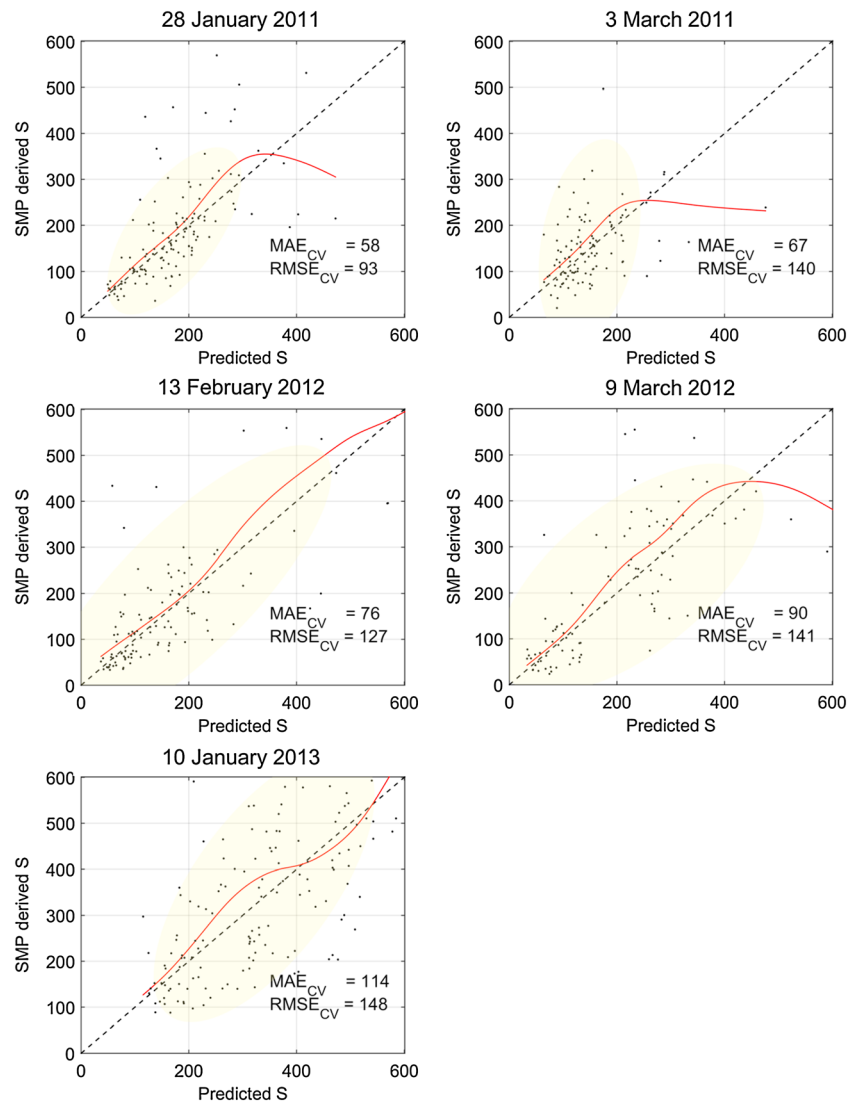 28 January 2011
600
500
400
300
200
100
0
SMP derived S
MAE_CV = 58
RMSE_CV = 93
0 200 400 600
Predicted S
3 March 2011
600
500
400
300
200
100
0
SMP derived S
MAE_CV = 67
RMSE_CV = 140
0 200 400 600
Predicted S
13 February 2012
600
500
400
300
200
100
0
SMP derived S
MAE_CV = 76
RMSE_CV = 127
0 200 400 600
Predicted S
9 March 2012
600
500
400
300
200
100
0
SMP derived S
MAE_CV = 90
RMSE_CV = 141
0 200 400 600
Predicted S
10 January 2013
600
500
400
300
200
100
0
SMP derived S
MAE_CV = 114
RMSE_CV = 148
0 200 400 600
Predicted S